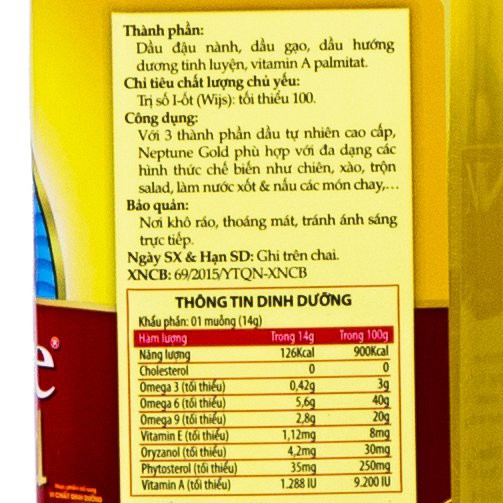 Thành phần:
Dầu đậu nành, dầu gạo, dầu hướng
dương tinh luyện, vitamin A palmitat.
Chỉ tiêu chất lượng chủ yếu:
Trị số I-ốt (Wijs): tối thiểu 100.
Công dụng:
Với 3 thành phần dầu tự nhiên cao cấp,
Neptune Gold phù hợp với đa dạng các
hình thức chế biến như chiên, xào, trộn
salad, làm nước xốt & nấu các món chay,...
Bảo quản:
Nơi khô ráo, thoáng mát, tránh ánh sáng
trực tiếp.
Ngày SX & Hạn SD: Ghi trên chai.
XNCB: 69/2015/YTQN-XNCB
THÔNG TIN DINH DƯỠNG
Khẩu phần: 01 muỗng (14g)
Hàm lượng Trong 14g Trong 100g
Năng lượng 126Kcal 900Kcal
Cholesterol 0 0
Omega 3 (tối thiểu) 0,42g 3g
Omega 6 (tối thiểu) 5,6g 40g
Omega 9 (tối thiểu) 2,8g 20g
Vitamin E (tối thiểu) 1,12mg 8mg
Oryzanol (tối thiểu) 4,2mg 30mg
Phytosterol (tối thiểu) 35mg 250mg
Vitamin A (tối thiểu) 1.288 IU 9.200 IU
e®